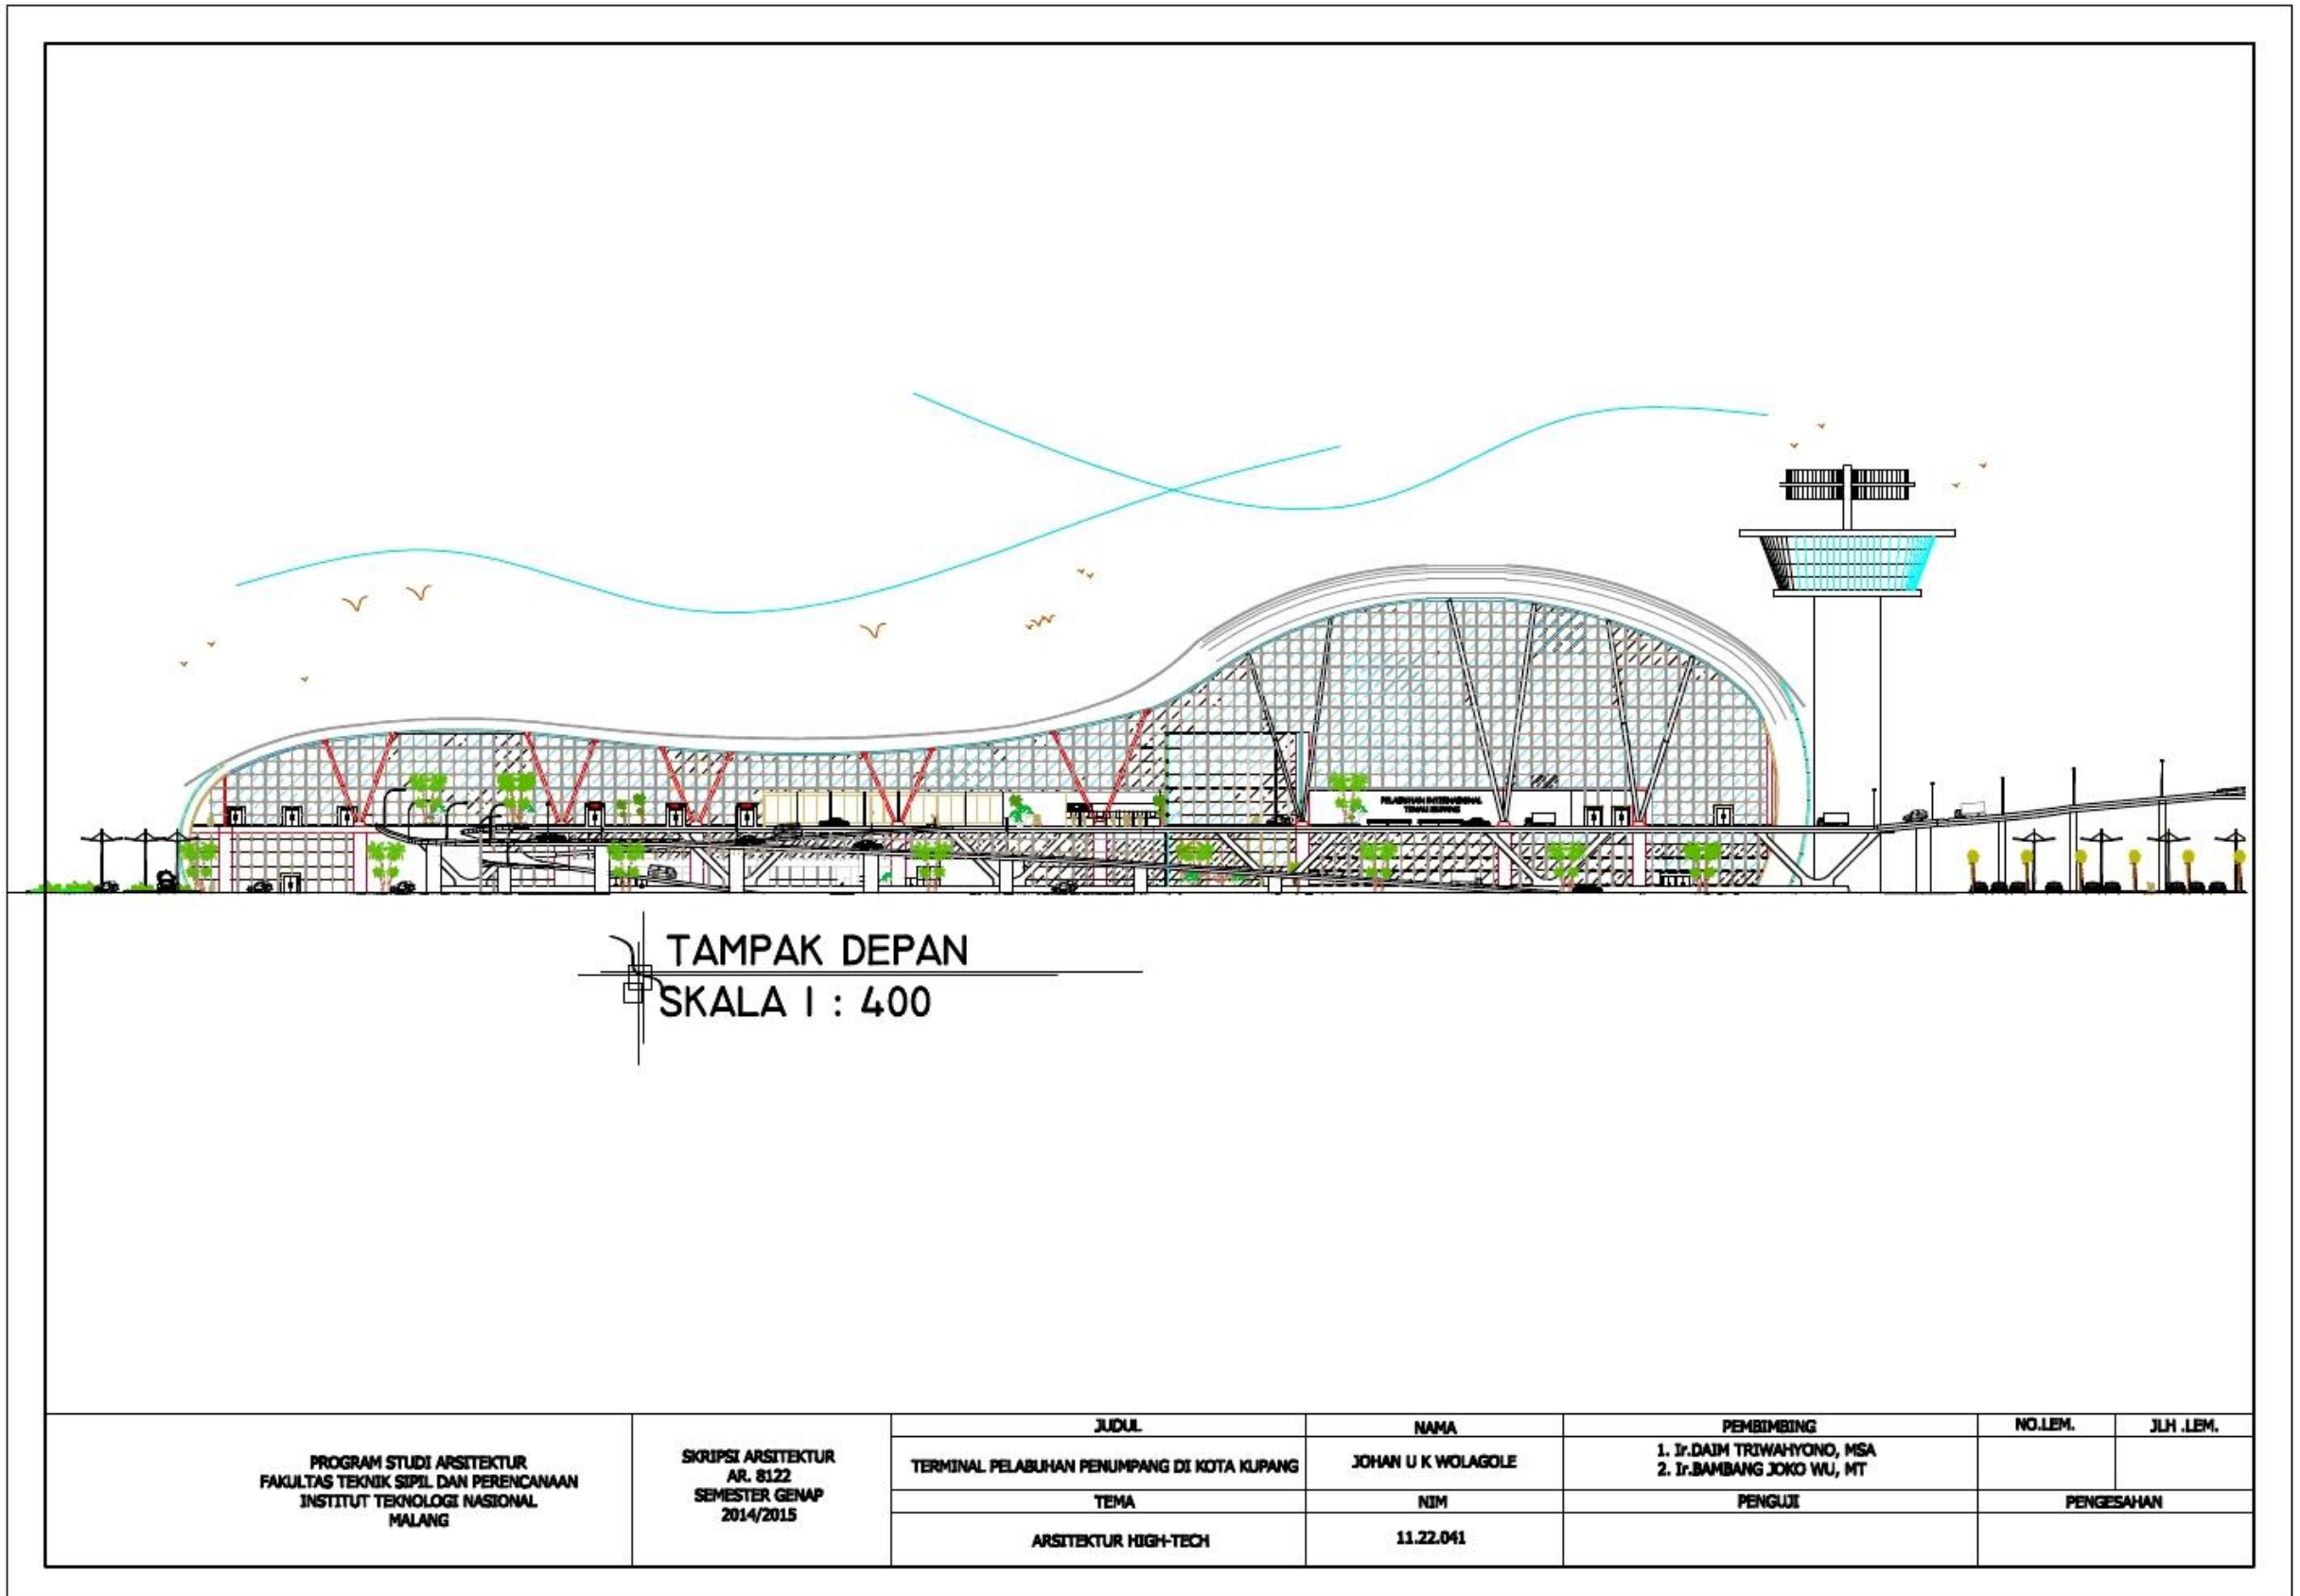 PELABUHAN INTERNASIONAL
TAMPAK DEPAN
SKALA 1 : 400
PROGRAM STUDI ARSITEKTUR
FAKULTAS TEKNIK SIPIL DAN PERENCANAAN
INSTITUT TEKNOLOGI NASIONAL
MALANG
SKRIPSI ARSITEKTUR
AR. 8122
SEMESTER GENAP
2014/2015
JUDUL
TERMINAL PELABUHAN PENUMPANG DI KOTA KUPANG
TEMA
ARSITEKTUR HIGH-TECH
NAMA
JOHAN U K WOLAGOLE
NIM
11.22.041
PEMBIMBING
1. Ir.DAIM TRIWAHYONO, MSA
2. Ir.BAMBANG JOKO WU, MT
PENGUJI
NO.LEM.
JLH .LEM.
PENGESAHAN